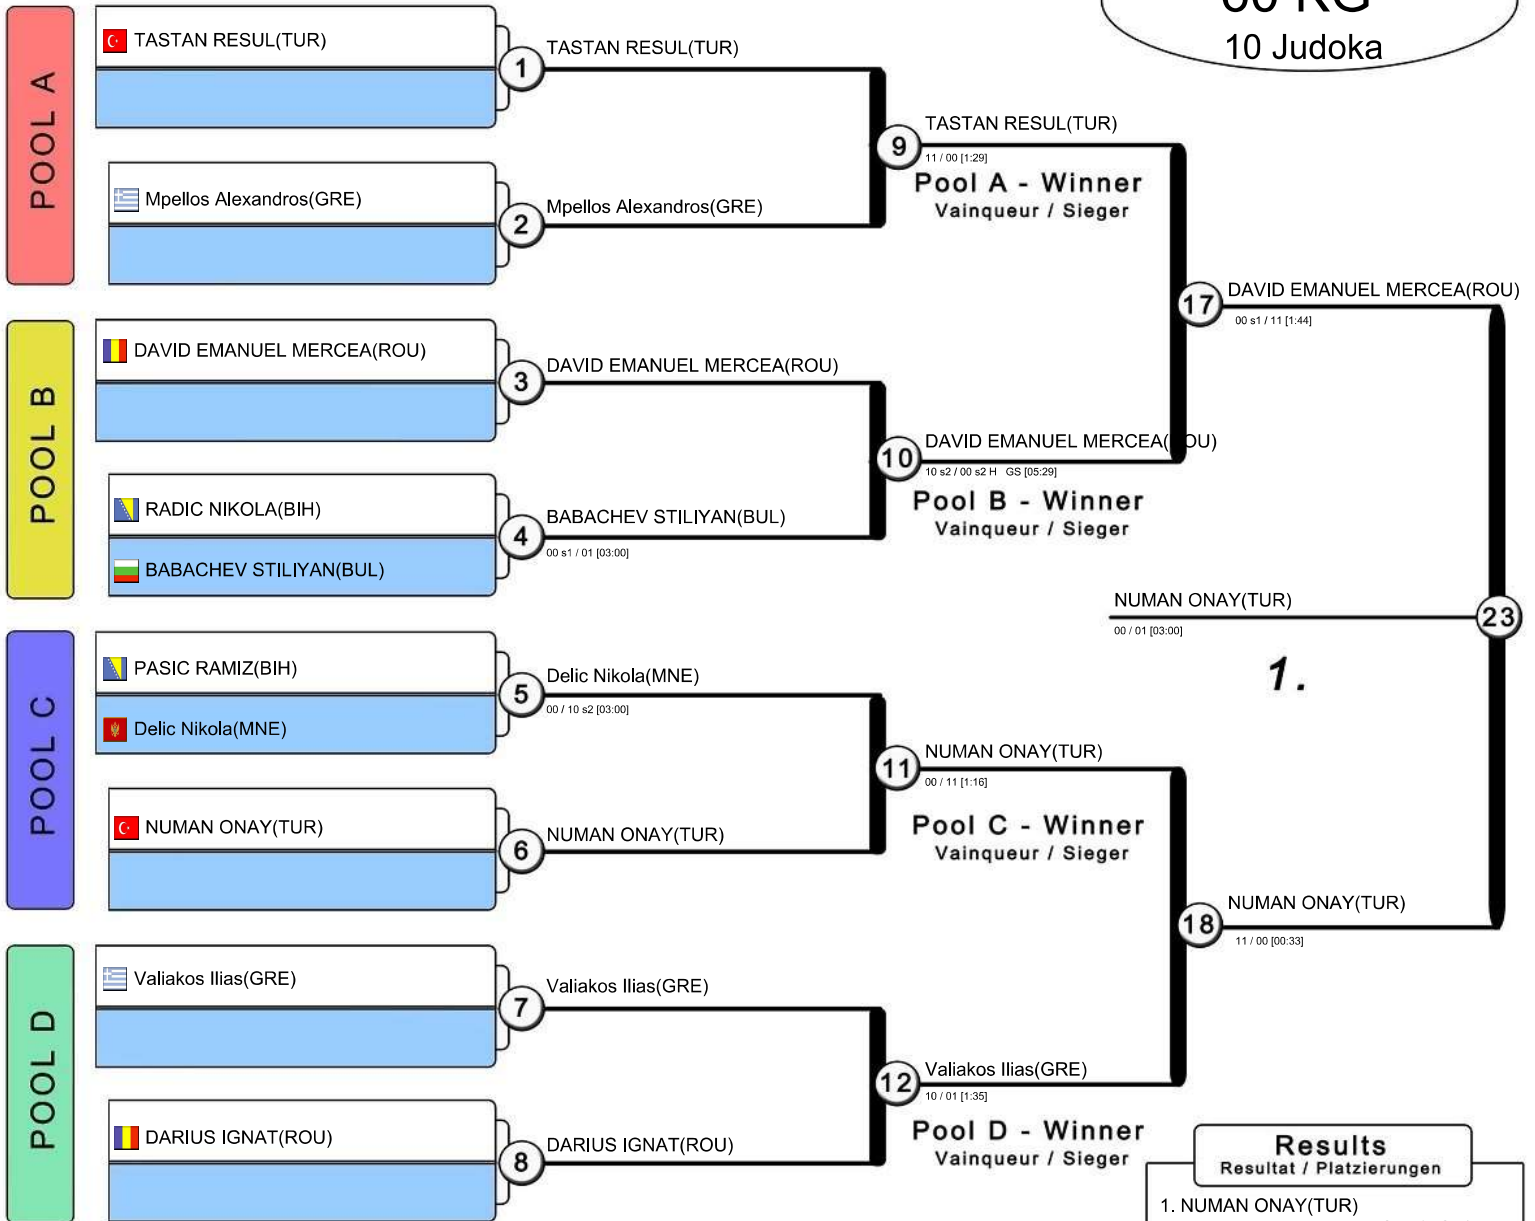 60 KG
10 Judoka
POOL A
TASTAN RESUL(TUR)
1
TASTAN RESUL(TUR)
Mpellos Alexandros(GRE)
2
Mpellos Alexandros(GRE)
9
TASTAN RESUL(TUR)
11 / 00 [1:29]
Pool A - Winner
Vainqueur / Sieger
POOL B
DAVID EMANUEL MERCEA(ROU)
3
DAVID EMANUEL MERCEA(ROU)
RADIC NIKOLA(BIH)
BABACHEV STILIYAN(BUL)
4
BABACHEV STILIYAN(BUL)
00 s1 / 01 [03:00]
10
DAVID EMANUEL MERCEA(ROU)
10 s2 / 00 s2 H GS [05:29]
Pool B - Winner
Vainqueur / Sieger
17
DAVID EMANUEL MERCEA(ROU)
00 s1 / 11 [1:44]
NUMAN ONAY(TUR)
00 / 01 [03:00]
23
1.
POOL C
PASIC RAMIZ(BIH)
Delic Nikola(MNE)
5
Delic Nikola(MNE)
00 / 10 s2 [03:00]
NUMAN ONAY(TUR)
6
NUMAN ONAY(TUR)
11
NUMAN ONAY(TUR)
00 / 11 [1:16]
Pool C - Winner
Vainqueur / Sieger
18
NUMAN ONAY(TUR)
11 / 00 [00:33]
POOL D
Valiakos Ilias(GRE)
7
Valiakos Ilias(GRE)
DARIUS IGNAT(ROU)
8
DARIUS IGNAT(ROU)
12
Valiakos Ilias(GRE)
10 / 01 [1:35]
Pool D - Winner
Vainqueur / Sieger
Results
Resultat / Platzierungen
1. NUMAN ONAY(TUR)